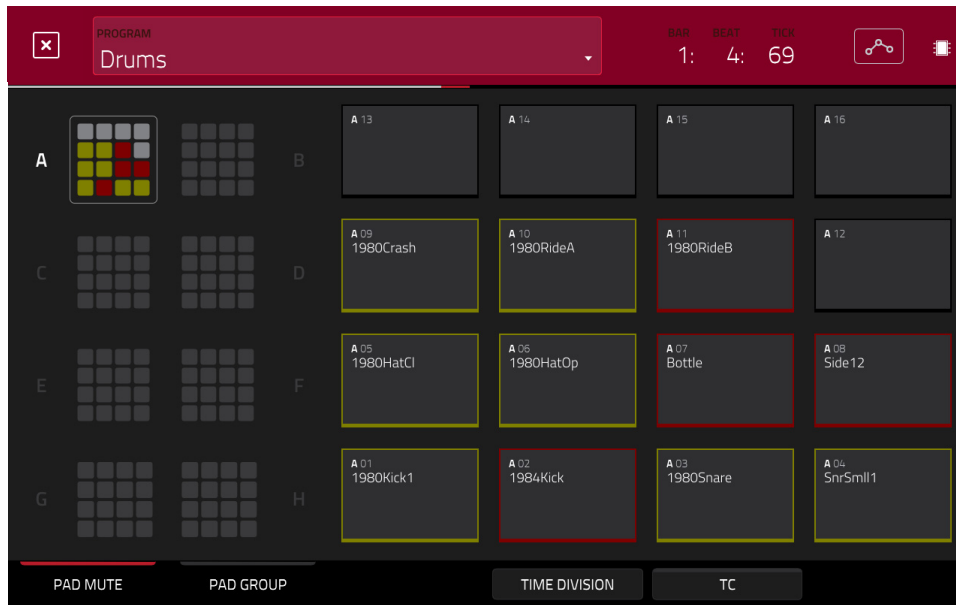 PROGRAM
Drums
BAR BEAT TICK
1: 4: 69
A
B
A 13
A 14
A 15
A 16
C
D
A 09
1980Crash
A 10
1980RideA
A 11
1980RideB
A 12
E
F
A 05
1980HatCl
A 06
1980HatOp
A 07
Bottle
A 08
Side12
G
H
A 01
1980Kick1
A 02
1984Kick
A 03
1980Snare
A 04
SnrSmll1
PAD MUTE
PAD GROUP
TIME DIVISION
TC